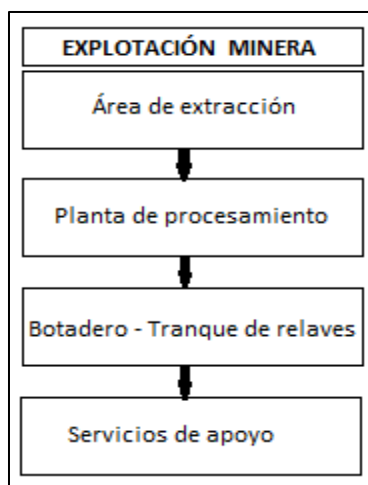 EXPLOTACIÓN MINERA
Área de extracción
Planta de procesamiento
Botadero - Tranque de relaves
Servicios de apoyo